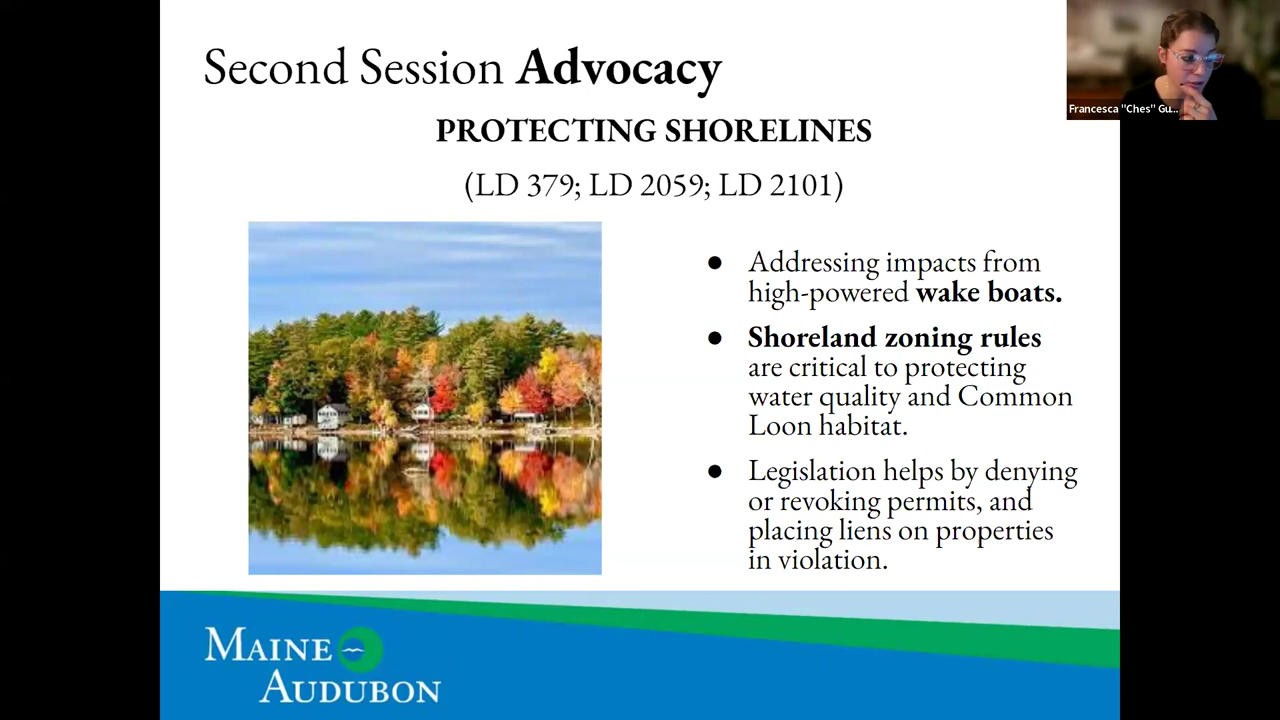 Second Session Advocacy
PROTECTING SHORELINES
(LD 379; LD 2059; LD 2101)
● Addressing impacts from
high-powered wake boats.
● Shoreland zoning rules
are critical to protecting
water quality and Common
Loon habitat.
● Legislation helps by denying
or revoking permits, and
placing liens on properties
in violation.
MAINE
AUDUBON
Francesca "Ches" Gu...